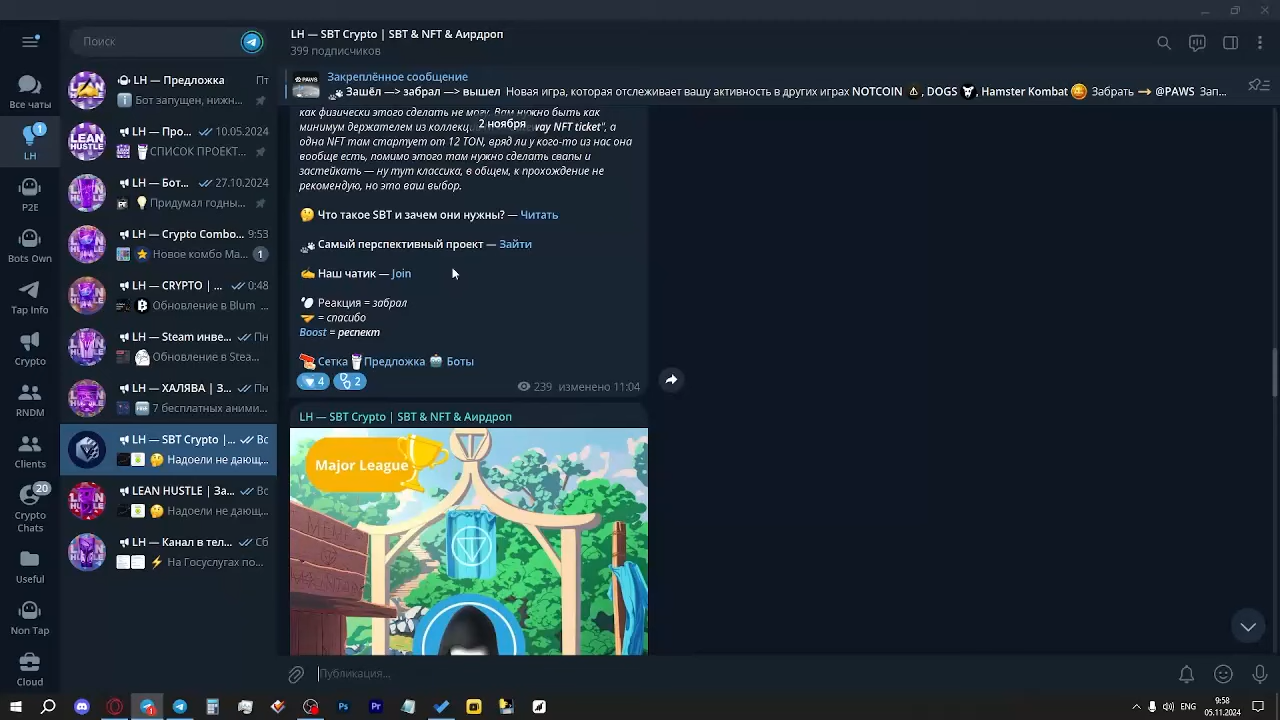 LH — SBT Crypto | SBT & NFT & Аирдроп
399 подписчиков
Поиск
Закреплённое сообщение
Зашёл —> забрал —> вышел Новая игра, которая отслеживает вашу активность в других играх NOTCOIN, DOGS, Hamster Kombat Забрать → @PAWS Зап...
Все чаты
LH
P2E
Bots Own
Tap Info
Crypto
RNDM
Clients
20
Crypto
Chats
Useful
Non Tap
Cloud
LH — Предложка Пт
Бот запущен, нижн...
LH — Про... 10.05.2024
СПИСОК ПРОЕКТ...
LH — Бот... 27.10.2024
Придумал годны...
LH — Crypto Combo... 9:53
Новое комбо Ma... 1
LH — CRYPTO | ... 0:48
Обновление в Blum ...
LH — Steam инве... Пн
Обновление в Stea...
LH — ХАЛЯВА | З... Пн
7 бесплатных аними...
LH — SBT Crypto |... Вс
Надоели не дающ...
LEAN HUSTLE | За... Вс
Надоели не дающ...
LH — Канал в тел... Сб
На Госуслугах по...
как физически этого сделать не могу. Вам нужно быть как
2 ноября
минимум держателем из коллекц way NFT ticket", а
одна NFT там стартует от 12 TON, вряд ли у кого-то из нас она
вообще есть, помимо этого там нужно сделать свапы и
застейкать — ну тут классика, в общем, к прохождение не
рекомендую, но это ваш выбор.
Что такое SBT и зачем они нужны? — Читать
Самый перспективный проект — Зайти
Наш чатик — Join
Реакция = забрал
= спасибо
Boost = респект
Сетка Предложка Боты
4 2 239 изменено 11:04
LH — SBT Crypto | SBT & NFT & Аирдроп
Major League
Публикация...
ENG
9:58
05.11.2024